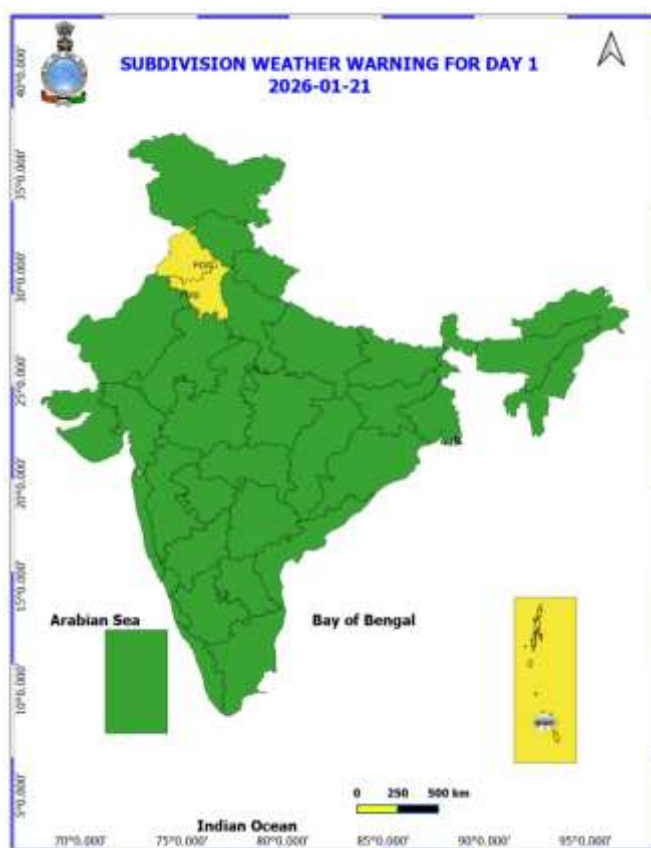 SUBDIVISION WEATHER WARNING FOR DAY 1
2026-01-21
40°0.000'
35°0.000'
30°0.000'
25°0.000'
20°0.000'
15°0.000'
10°0.000'
5°0.000'
Arabian Sea
Bay of Bengal
0 250 500 km
Indian Ocean
70°0.000' 75°0.000' 80°0.000' 85°0.000' 90°0.000' 95°0.000'